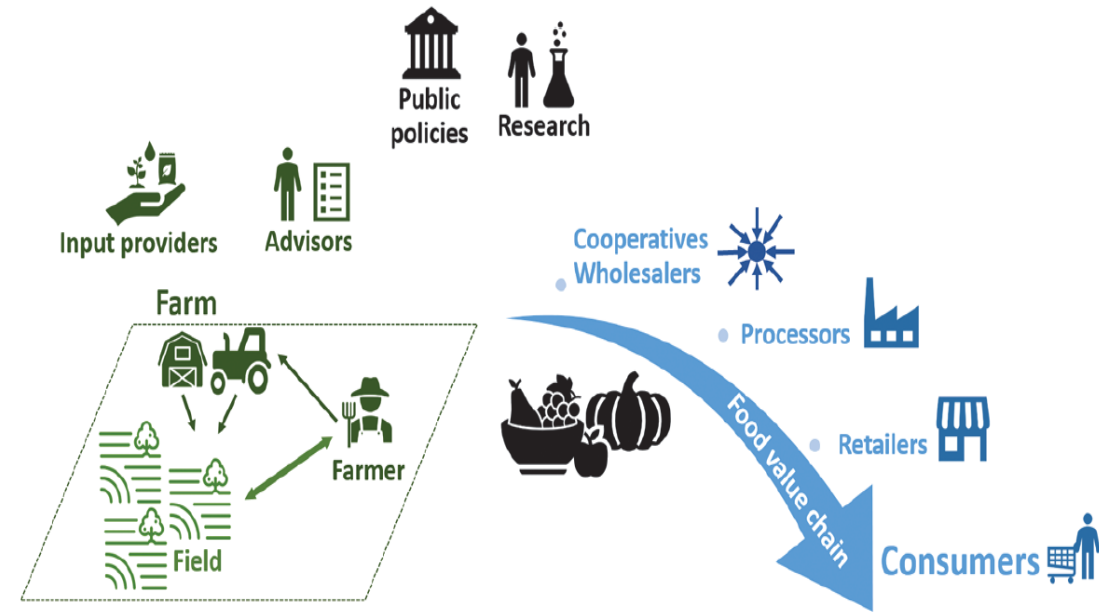 Public
policies
Research
Input providers
Advisors
Farm
Farmer
Field
Cooperatives
Wholesalers
Processors
Retailers
Food value chain
Consumers